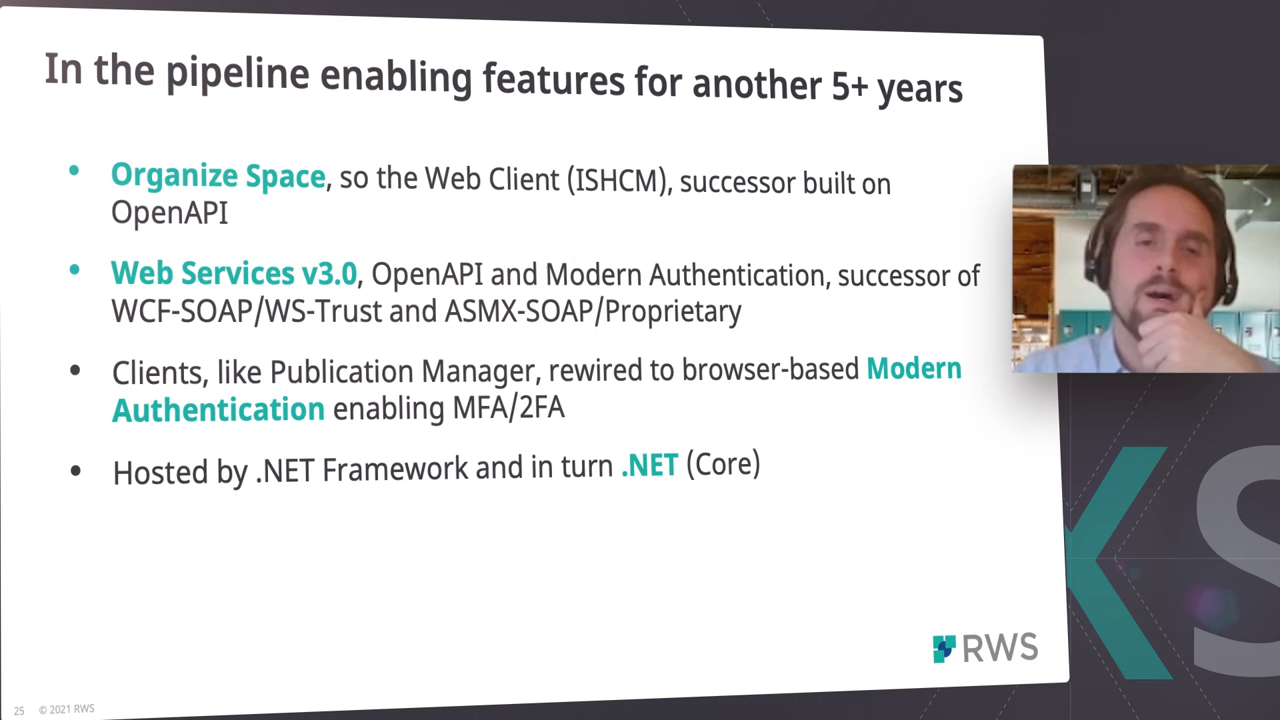 In the pipeline enabling features for another 5+ years
• Organize Space, so the Web Client (ISHCM), successor built on
OpenAPI
• Web Services v3.0, OpenAPI and Modern Authentication, successor of
WCF-SOAP/WS-Trust and ASMX-SOAP/Proprietary
• Clients, like Publication Manager, rewired to browser-based Modern
Authentication enabling MFA/2FA
• Hosted by .NET Framework and in turn .NET (Core)
RWS
25 © 2021 RWS
KS